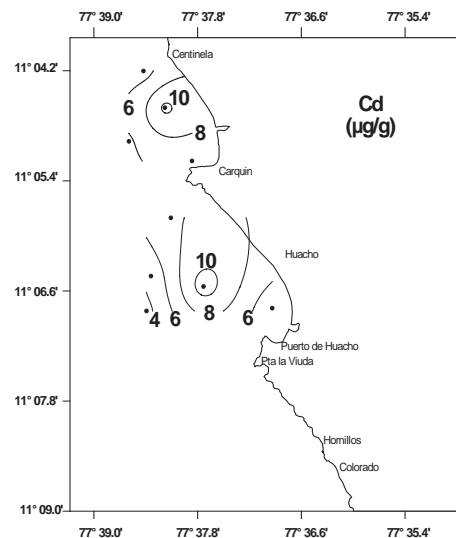 77° 39.0' 77° 37.8' 77° 36.6' 77° 35.4'
Centinela
11° 04.2'
6
10
Cd
(µg/g)
8
Carquin
11° 05.4'
Huacho
10
11° 06.6'
4 6 8 6
Puerto de Huacho
Pta la Viuda
11° 07.8'
Hornillos
Colorado
11° 09.0'
77° 39.0' 77° 37.8' 77° 36.6' 77° 35.4'